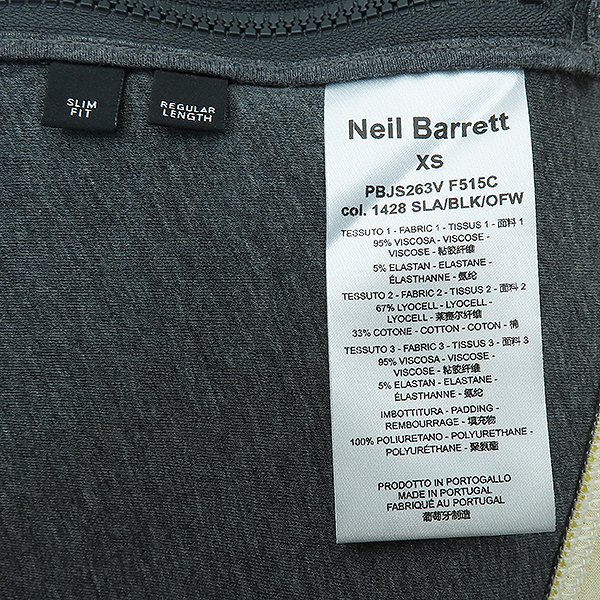 SLIM
FIT
REGULAR
LENGTH
Neil Barrett
XS
PBJS263V F515C
col. 1428 SLA/BLK/OFW
TESSUTO 1 - FABRIC 1 - TISSUS 1 - 面料 1
95% VISCOSA - VISCOSE -
VISCOSE - 粘胶纤维
5% ELASTAN - ELASTANE -
ÉLASTHANNE - 氨纶
TESSUTO 2 - FABRIC 2 - TISSUS 2 - 面料 2
67% LYOCELL - LYOCELL -
LYOCELL - 莱赛尔纤维
33% COTONE - COTTON - COTON - 棉
TESSUTO 3 - FABRIC 3 - TISSUS 3 - 面料 3
95% VISCOSA - VISCOSE -
VISCOSE - 粘胶纤维
5% ELASTAN - ELASTANE -
ÉLASTHANNE - 氨纶
IMBOTTITURA - PADDING -
REMBOURRAGE - 填充物
100% POLIURETANO - POLYURETHANE -
POLYURÉTHANE - 聚氨酯
PRODOTTO IN PORTOGALLO
MADE IN PORTUGAL
FABRIQUÉ AU PORTUGAL
葡萄牙制造